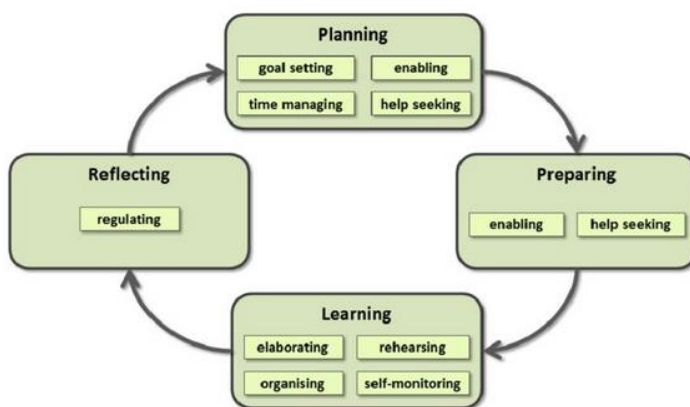 Planning
goal setting
enabling
time managing
help seeking
Reflecting
regulating
Preparing
enabling
help seeking
Learning
elaborating
rehearsing
organising
self-monitoring